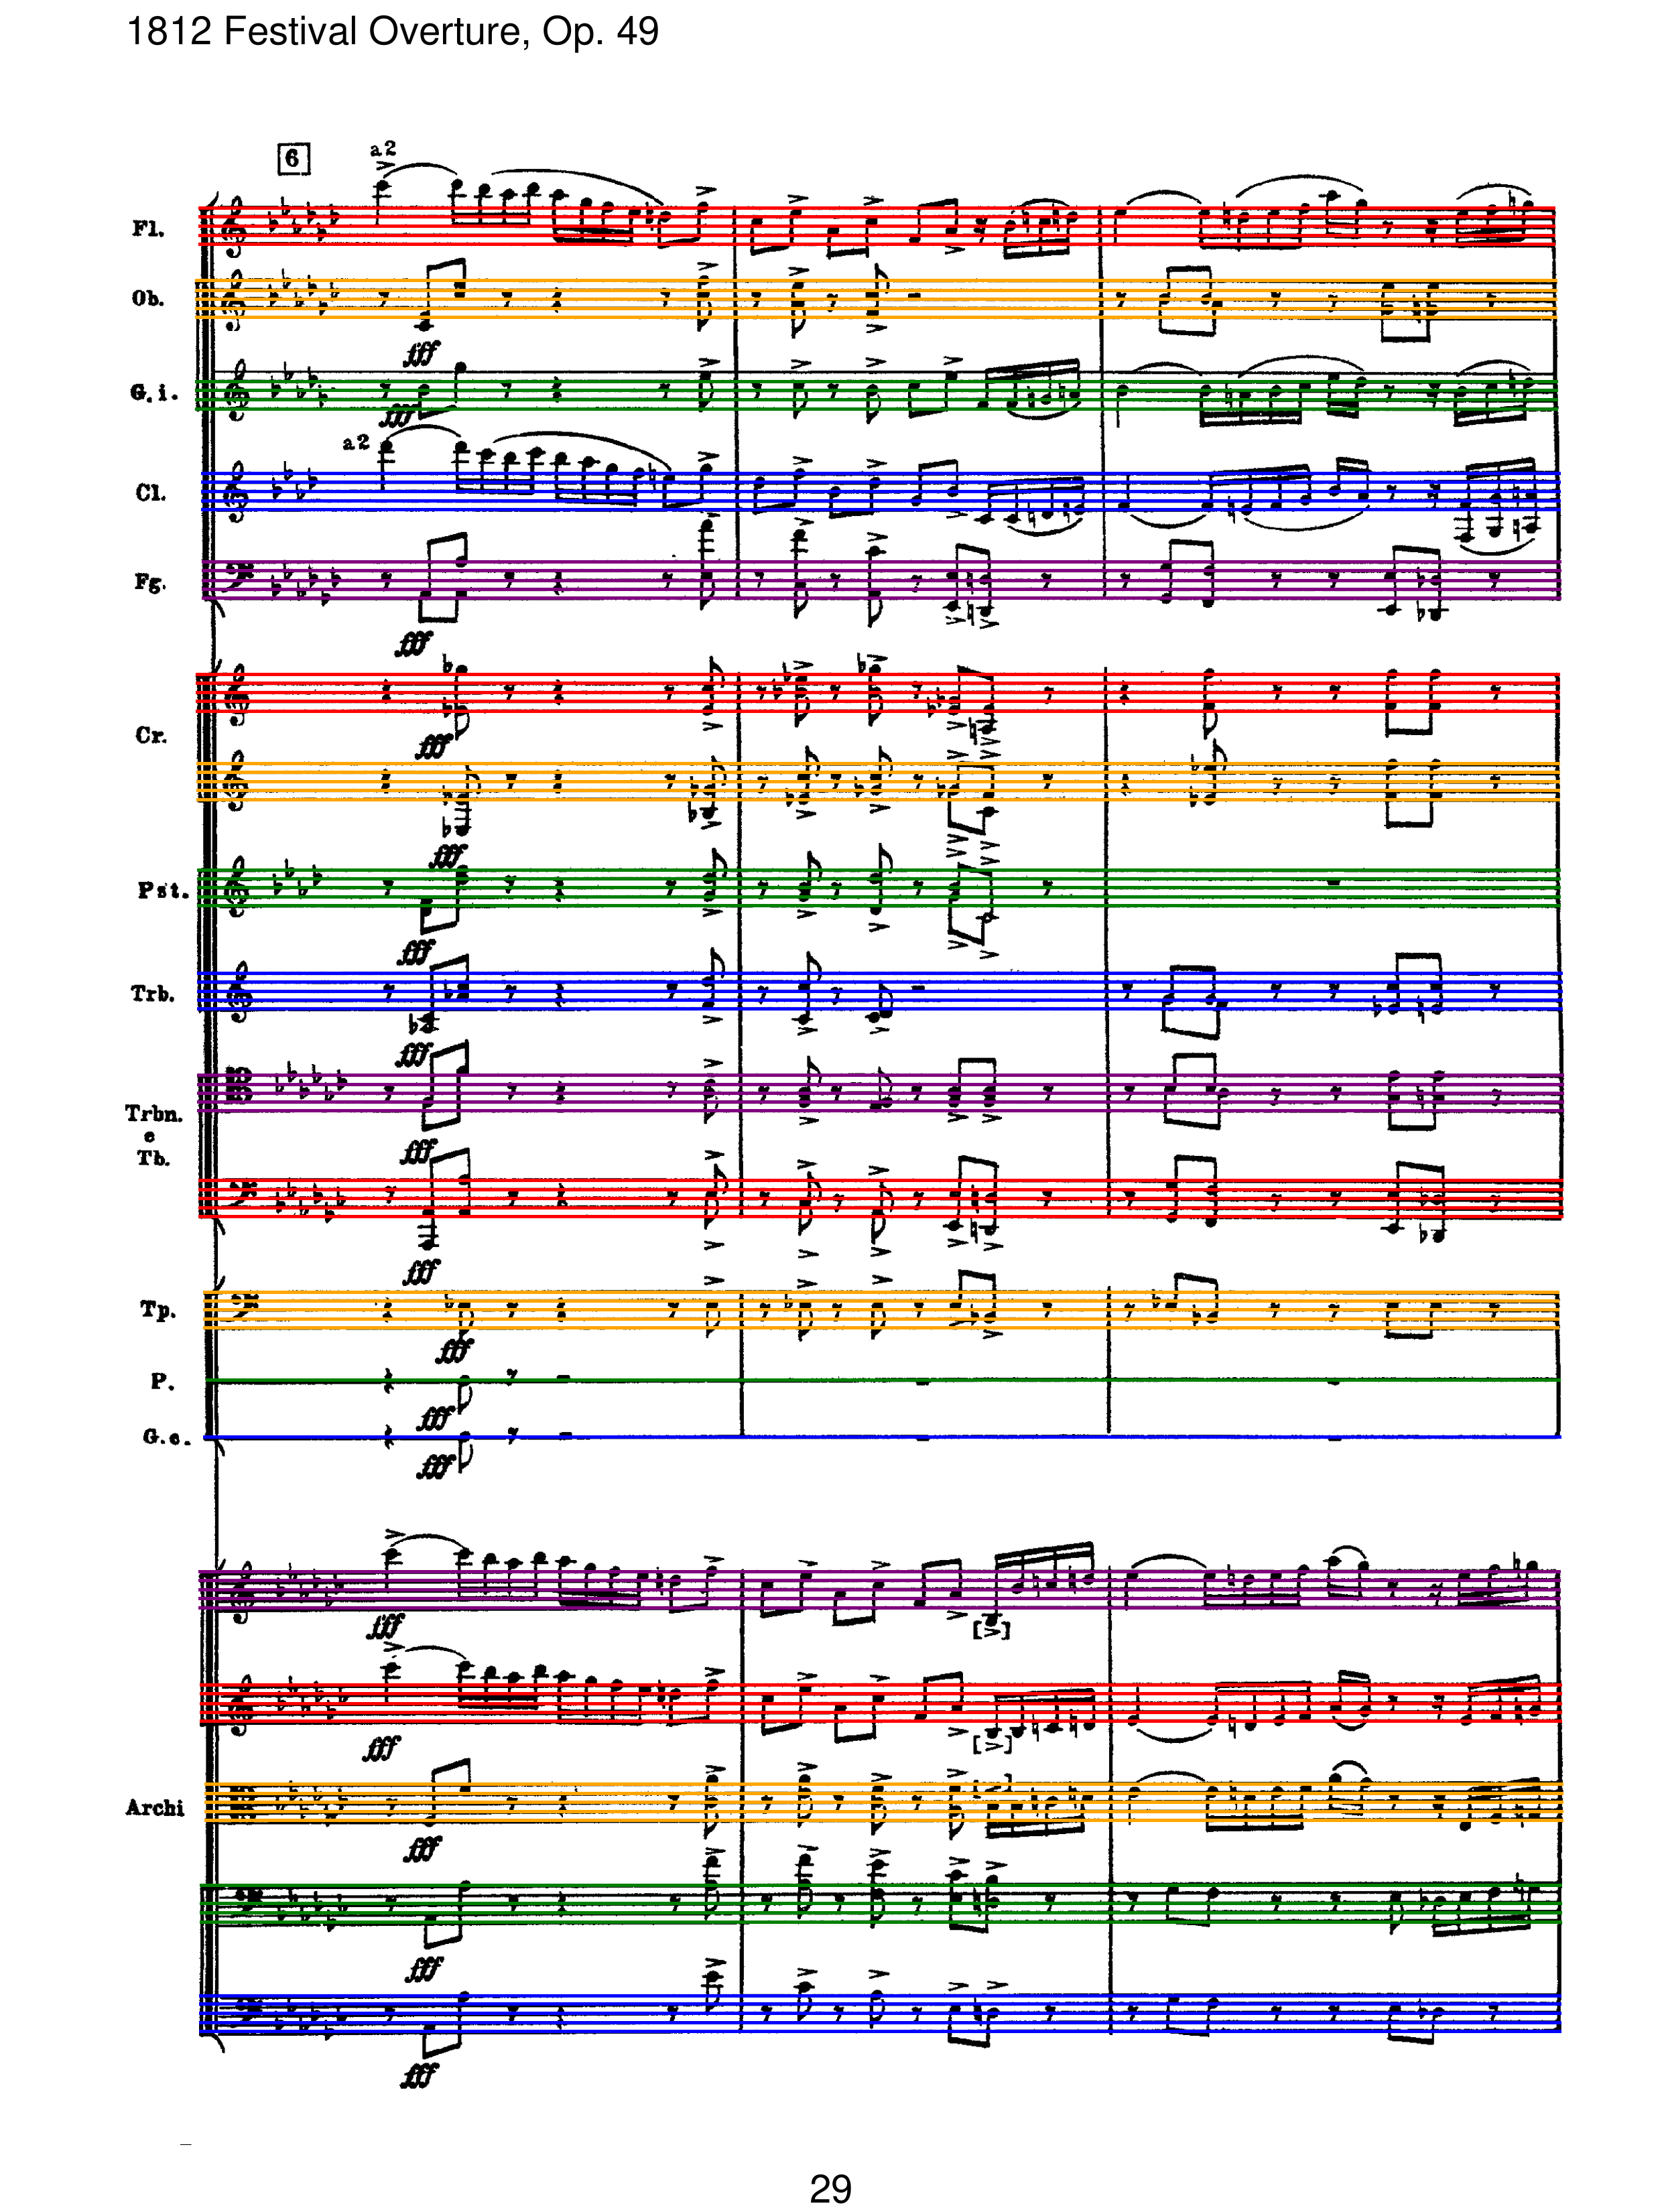 1812 Festival Overture, Op. 49
6
a2
Fl.
Ob.
fff
G.i.
fff
a2
Cl.
Fg.
fff
Cr.
fff
fff
Pst.
fff
Trb.
fff
Trbn.
e
Tb.
fff
fff
Tp.
fff
P.
fff
G.c.
fff
fff
fff
Archi
fff
fff
fff
29